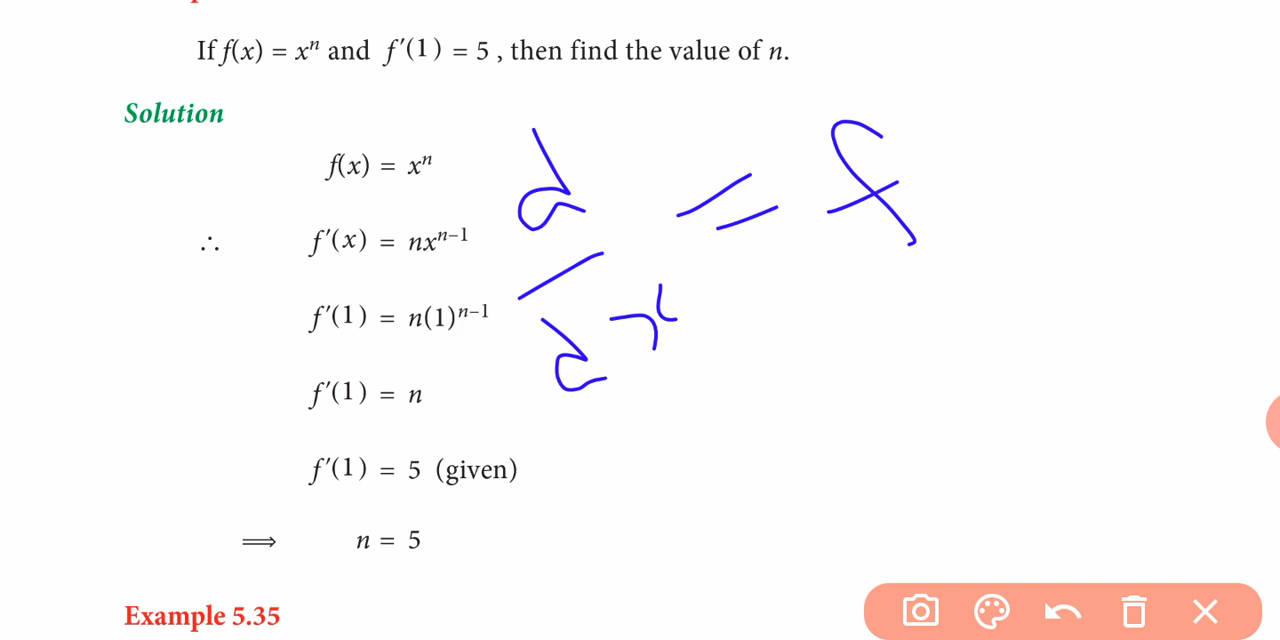 If f(x) = xⁿ and f′(1) = 5 , then find the value of n.
Solution
f(x) = xⁿ
∴ f′(x) = nxⁿ⁻¹
f′(1) = n(1)ⁿ⁻¹
f′(1) = n
f′(1) = 5 (given)
⟹ n = 5
d = f
dx
Example 5.35